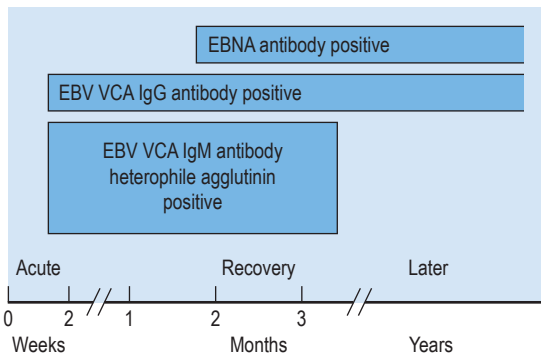 EBNA antibody positive
EBV VCA IgG antibody positive
EBV VCA IgM antibody
heterophile agglutinin
positive
Acute Recovery Later
0 2 1 2 3
Weeks Months Years